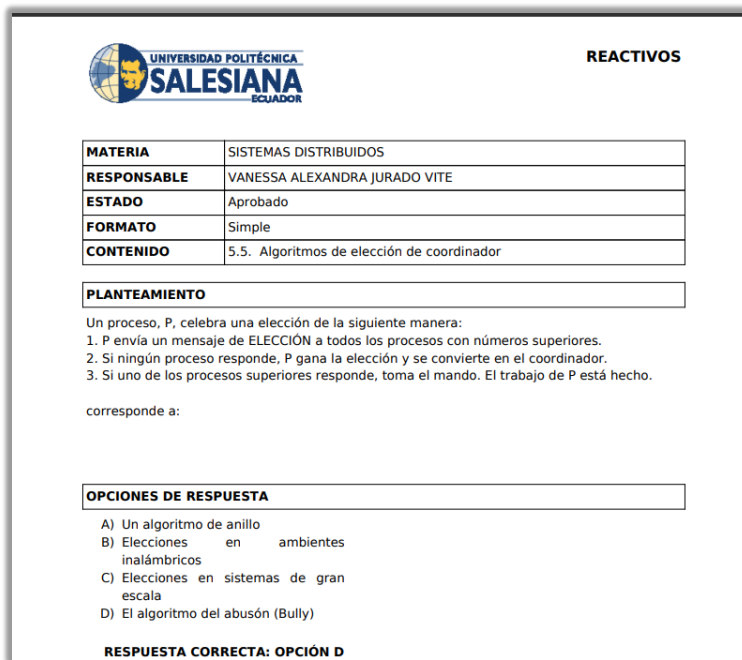 UNIVERSIDAD POLITÉCNICA
SALESIANA
ECUADOR
REACTIVOS
MATERIA SISTEMAS DISTRIBUIDOS
RESPONSABLE VANESSA ALEXANDRA JURADO VITE
ESTADO Aprobado
FORMATO Simple
CONTENIDO 5.5. Algoritmos de elección de coordinador
PLANTEAMIENTO
Un proceso, P, celebra una elección de la siguiente manera:
1. P envía un mensaje de ELECCIÓN a todos los procesos con números superiores.
2. Si ningún proceso responde, P gana la elección y se convierte en el coordinador.
3. Si uno de los procesos superiores responde, toma el mando. El trabajo de P está hecho.
corresponde a:
OPCIONES DE RESPUESTA
A) Un algoritmo de anillo
B) Elecciones en ambientes
inalámbricos
C) Elecciones en sistemas de gran
escala
D) El algoritmo del abusón (Bully)
RESPUESTA CORRECTA: OPCIÓN D